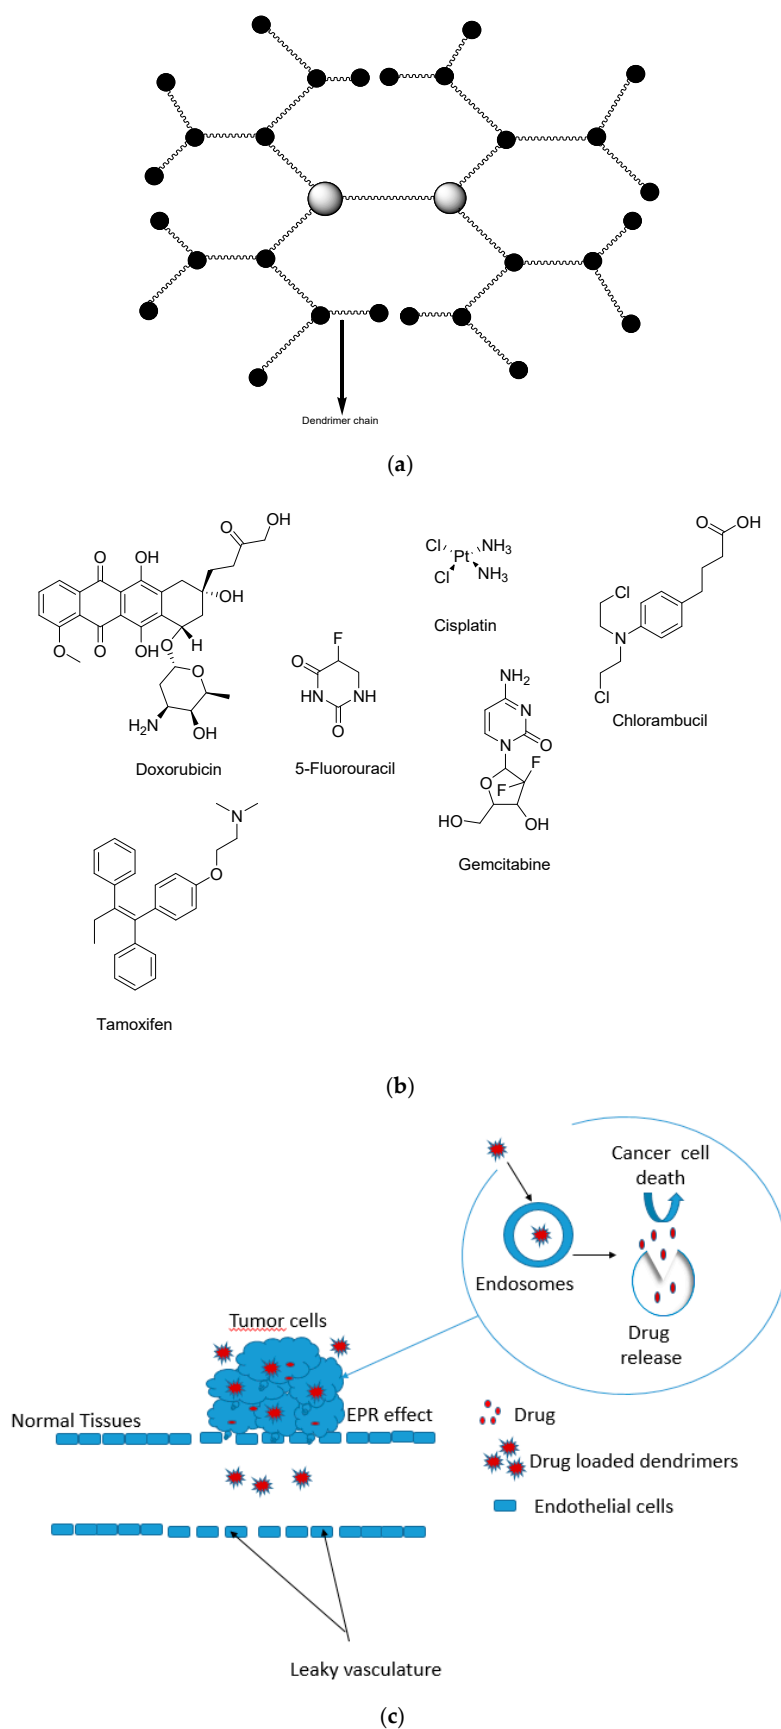 Dendrimer chain
(a)
OH
O
O
OH
OH
O
O
OH
O
H
O
OH
H2N
Doxorubicin
F
O
HN
NH
O
5-Fluorouracil
Cl
Pt
NH3
Cl
NH3
Cisplatin
O
OH
Cl
N
Cl
Chlorambucil
NH2
N
N
O
O
F
F
HO
OH
Gemcitabine
N
O
Tamoxifen
(b)
Cancer cell
death
Endosomes
Drug
release
Tumor cells
Normal Tissues
EPR effect
Drug
Drug loaded dendrimers
Endothelial cells
Leaky vasculature
(c)